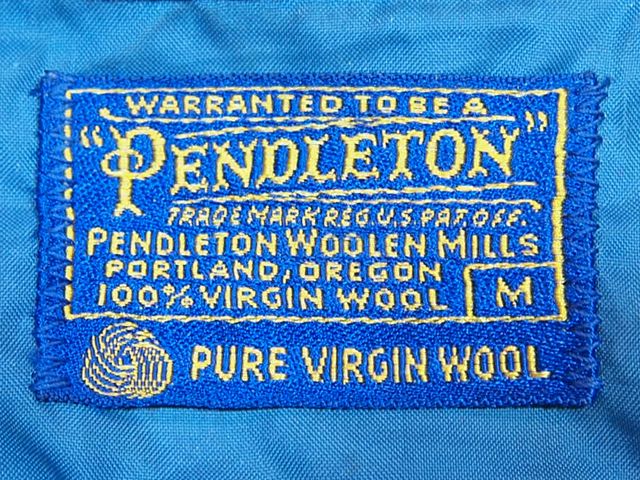 WARRANTED TO BE A
"PENDLETON"
TRADE MARK REG. U.S. PAT. OFF.
PENDLETON WOOLEN MILLS
PORTLAND, OREGON
100% VIRGIN WOOL M
PURE VIRGIN WOOL